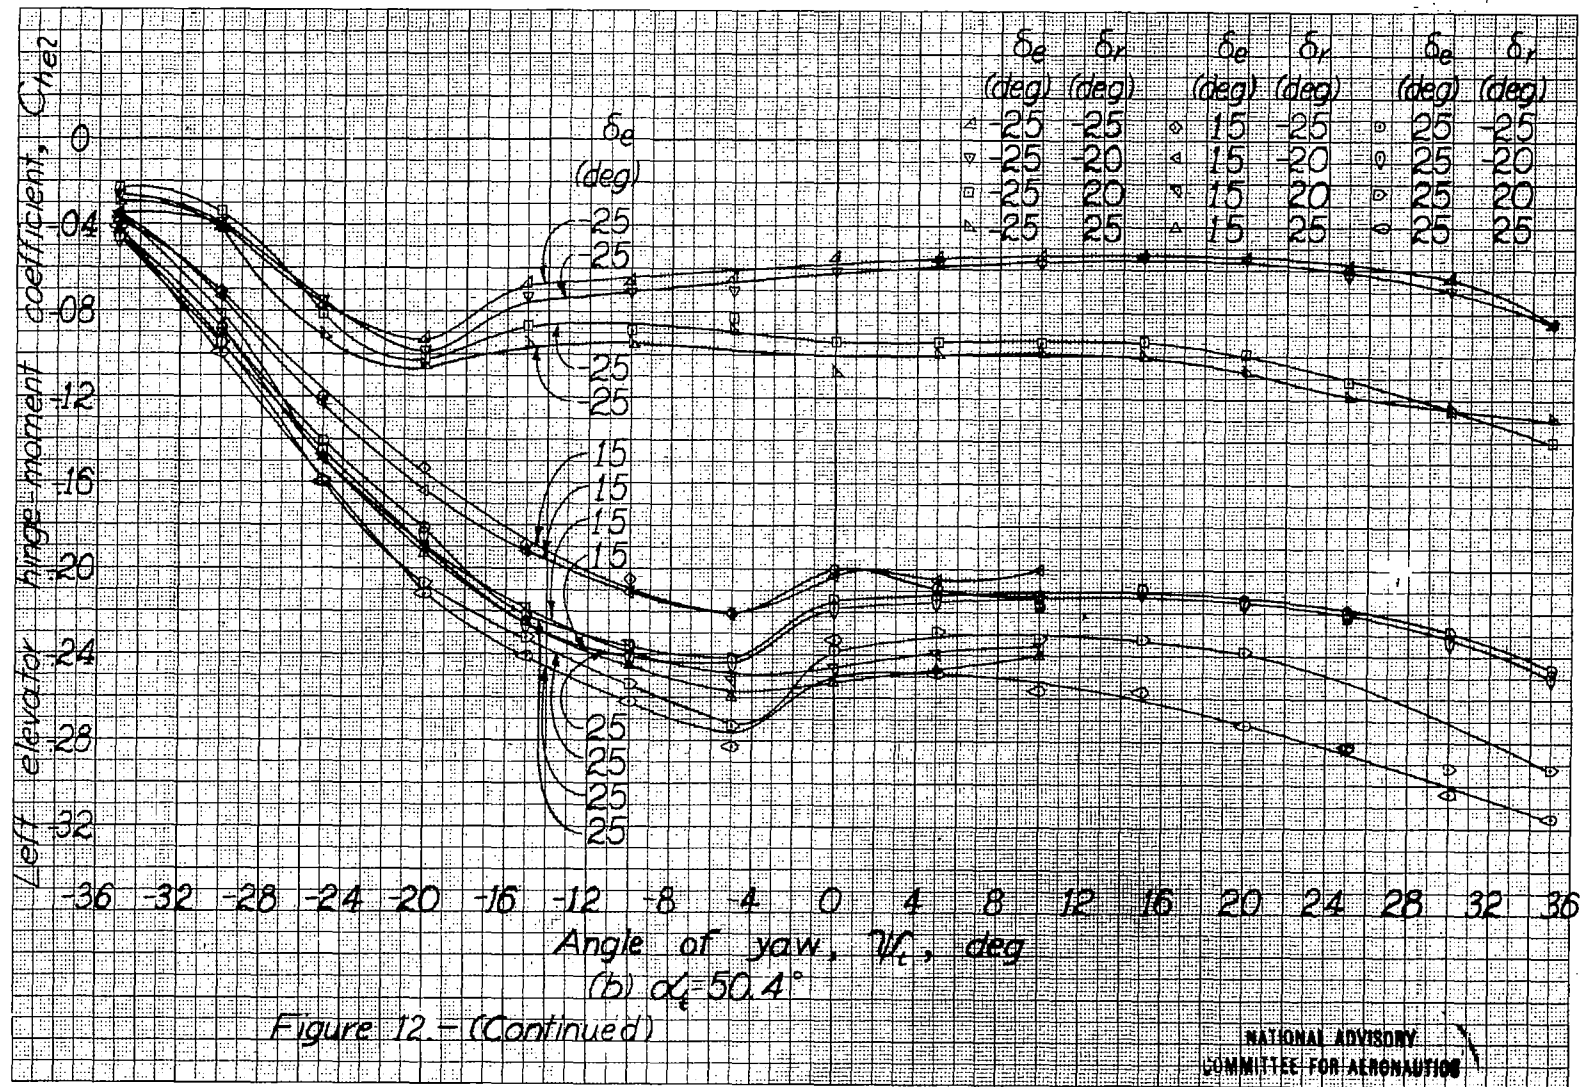 δe δr δe δr δe δr
(deg) (deg) (deg) (deg) (deg) (deg)
-25 -25 15 -25 25 -25
-25 -20 15 -20 25 -20
-25 20 15 20 25 20
-25 25 15 25 25 25
Left elevator hinge-moment coefficient, Chel
0
-.04
-.08
-.12
-.16
-.20
-.24
-.28
-.32
δe
(deg)
-25
-25
-25
-25
15
15
15
15
25
25
25
25
-36 -32 -28 -24 -20 -16 -12 -8 -4 0 4 8 12 16 20 24 28 32 36
Angle of yaw, ψt, deg
(b) αt=50.4°
Figure 12.- (Continued)
NATIONAL ADVISORY
COMMITTEE FOR AERONAUTICS